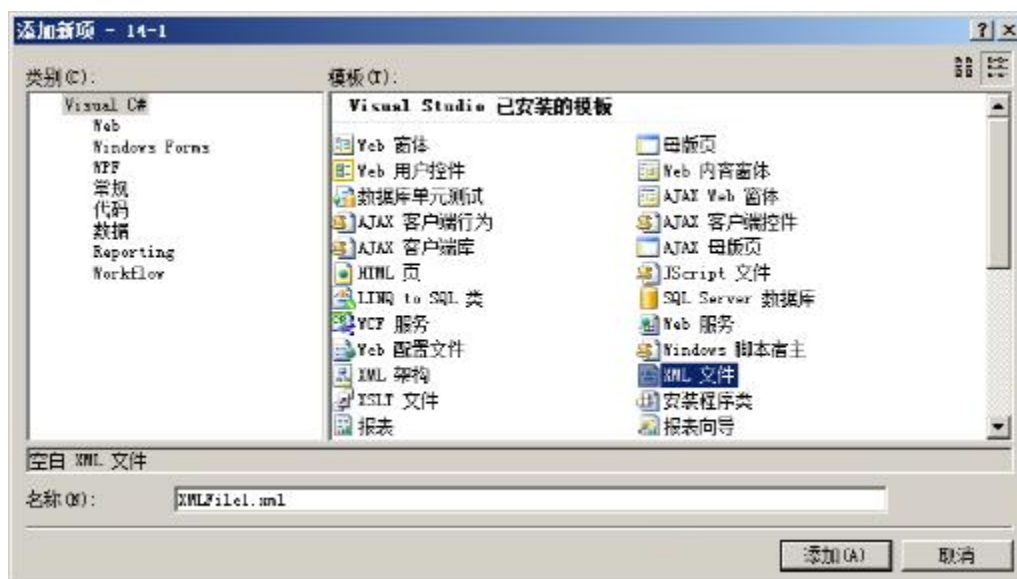 添加新项 - 14-1
类别(C):
模板(T):
Visual C#
Web
Windows Forms
WPF
常规
代码
数据
Reporting
Workflow
Visual Studio 已安装的模板
Web 窗体
母版页
Web 用户控件
Web 内容窗体
数据库单元测试
AJAX Web 窗体
AJAX 客户端行为
AJAX 客户端控件
AJAX 客户端库
AJAX 母版页
HTML 页
JScript 文件
LINQ to SQL 类
SQL Server 数据库
WCF 服务
Web 服务
Web 配置文件
Windows 脚本宿主
XML 架构
XML 文件
XSLT 文件
安装程序类
报表
报表向导
空白 XML 文件
名称(N):
XMLFile1.xml
添加(A)
取消